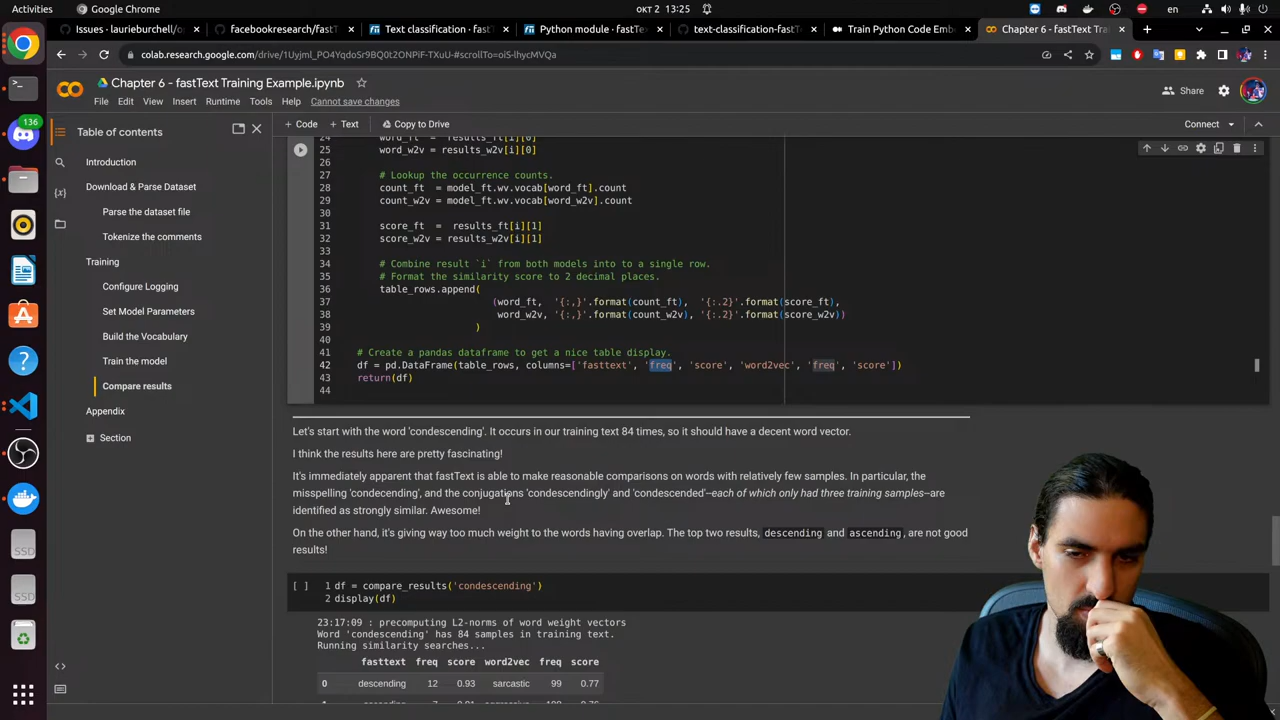 Activities
Google Chrome
окт 2 13:25
en
Issues · laurieburchell/on
facebookresearch/fastT
Text classification · fast
Python module · fastTe
text-classification-fastTe
Train Python Code Emb
Chapter 6 - fastText Trai
colab.research.google.com/drive/1Uyjml_PO4YqdoSr9BQ0t2ONPiF-TXuU-#scrollTo=oiS-lhycMVQa
Chapter 6 - fastText Training Example.ipynb
File Edit View Insert Runtime Tools Help Cannot save changes
Share
+ Code + Text Copy to Drive
Connect
136
Table of contents
Introduction
Download & Parse Dataset
Parse the dataset file
Tokenize the comments
Training
Configure Logging
Set Model Parameters
Build the Vocabulary
Train the model
Compare results
Appendix
Section
24 word_ft = results_ft[i][0]
25 word_w2v = results_w2v[i][0]
26
27 # Lookup the occurrence counts.
28 count_ft = model_ft.wv.vocab[word_ft].count
29 count_w2v = model_ft.wv.vocab[word_w2v].count
30
31 score_ft = results_ft[i][1]
32 score_w2v = results_w2v[i][1]
33
34 # Combine result `i` from both models into to a single row.
35 # Format the similarity score to 2 decimal places.
36 table_rows.append(
37 (word_ft, '{:,}'.format(count_ft), '{:.2}'.format(score_ft),
38 word_w2v, '{:,}'.format(count_w2v), '{:.2}'.format(score_w2v))
39 )
40
41 # Create a pandas dataframe to get a nice table display.
42 df = pd.DataFrame(table_rows, columns=['fasttext', 'freq', 'score', 'word2vec', 'freq', 'score'])
43 return(df)
44
Let's start with the word 'condescending'. It occurs in our training text 84 times, so it should have a decent word vector.
I think the results here are pretty fascinating!
It's immediately apparent that fastText is able to make reasonable comparisons on words with relatively few samples. In particular, the
misspelling 'condecending', and the conjugations 'condescendingly' and 'condescended'--each of which only had three training samples--are
identified as strongly similar. Awesome!
On the other hand, it's giving way too much weight to the words having overlap. The top two results, descending and ascending, are not good
results!
[ ] 1 df = compare_results('condescending')
2 display(df)
23:17:09 : precomputing L2-norms of word weight vectors
Word 'condescending' has 84 samples in training text.
Running similarity searches...
fasttext freq score word2vec freq score
0 descending 12 0.93 sarcastic 99 0.77